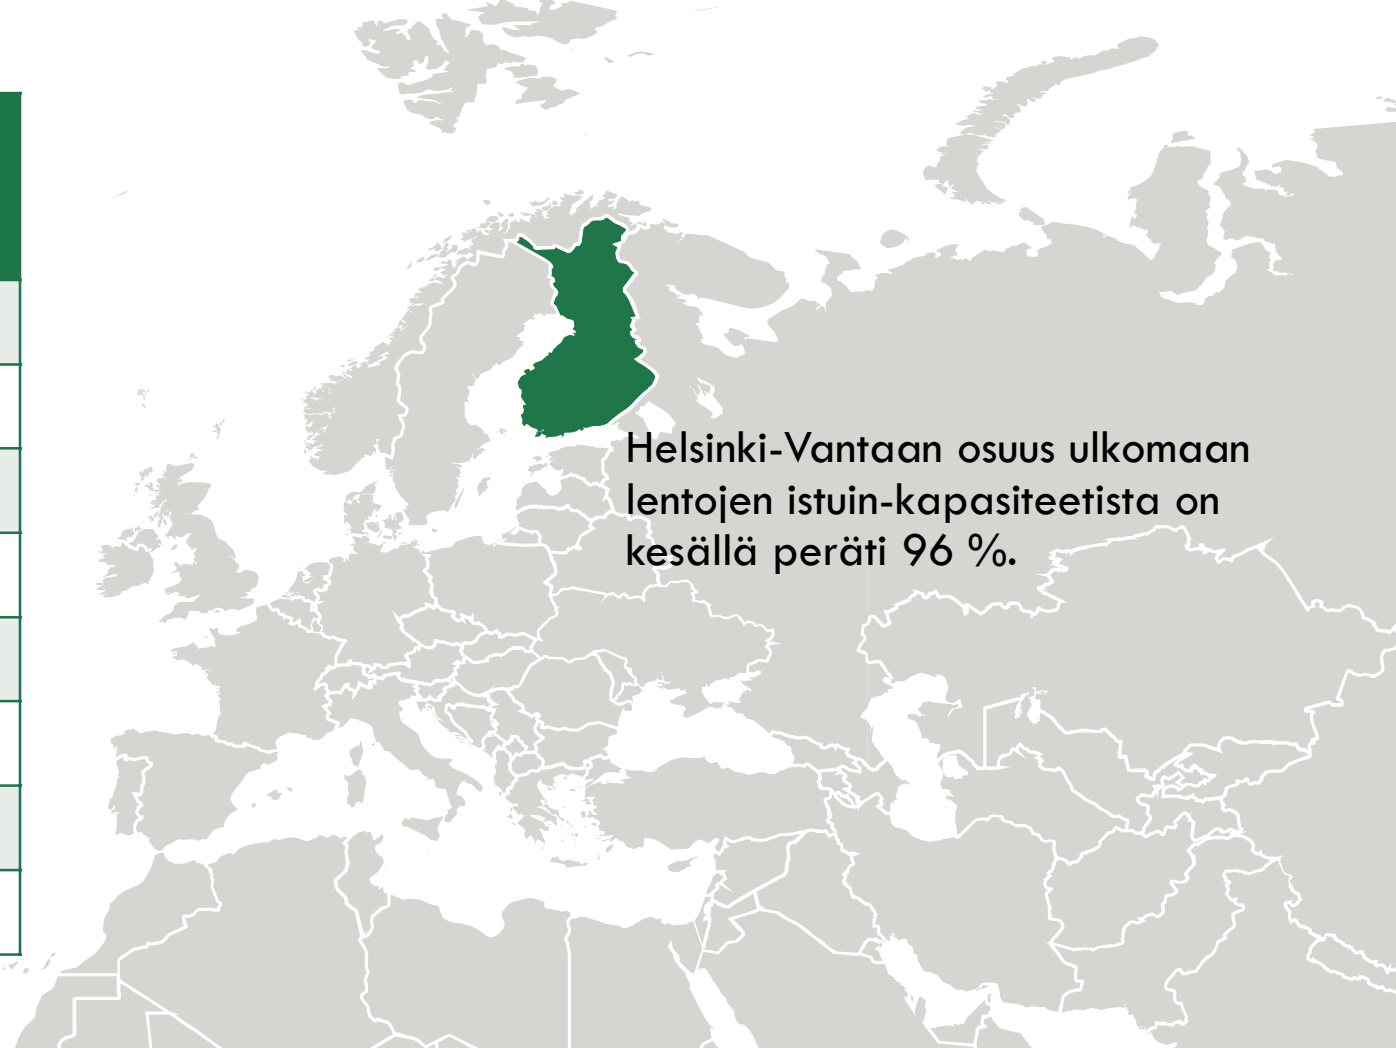 Helsinki-Vantaan osuus ulkomaan
lentojen istuin-kapasiteetista on
kesällä peräti 96 %.